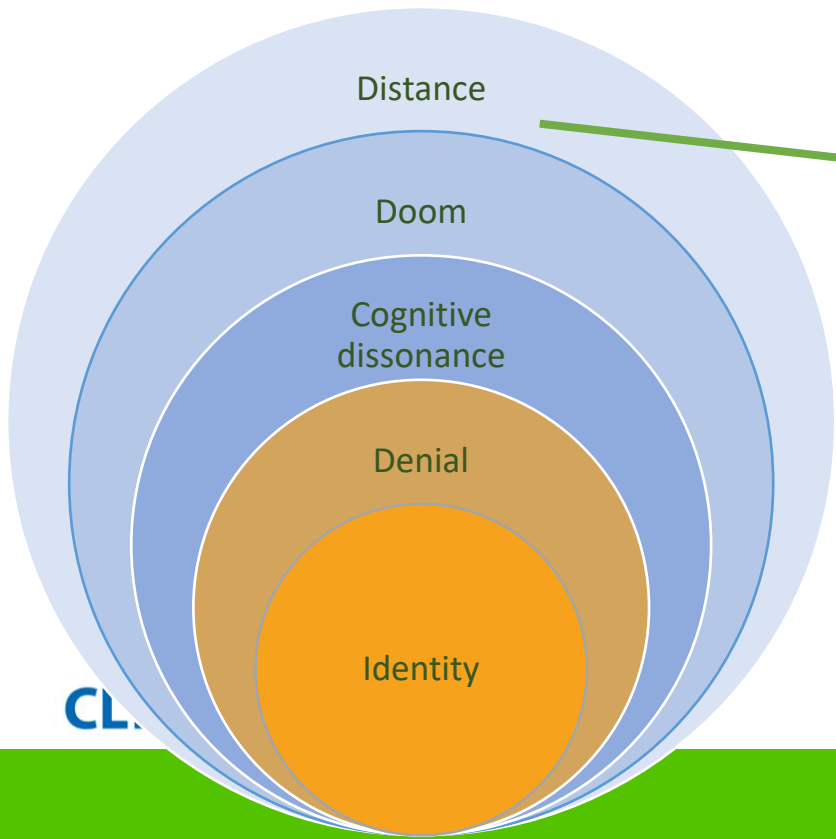 Distance
Doom
Cognitive
dissonance
Denial
Identity